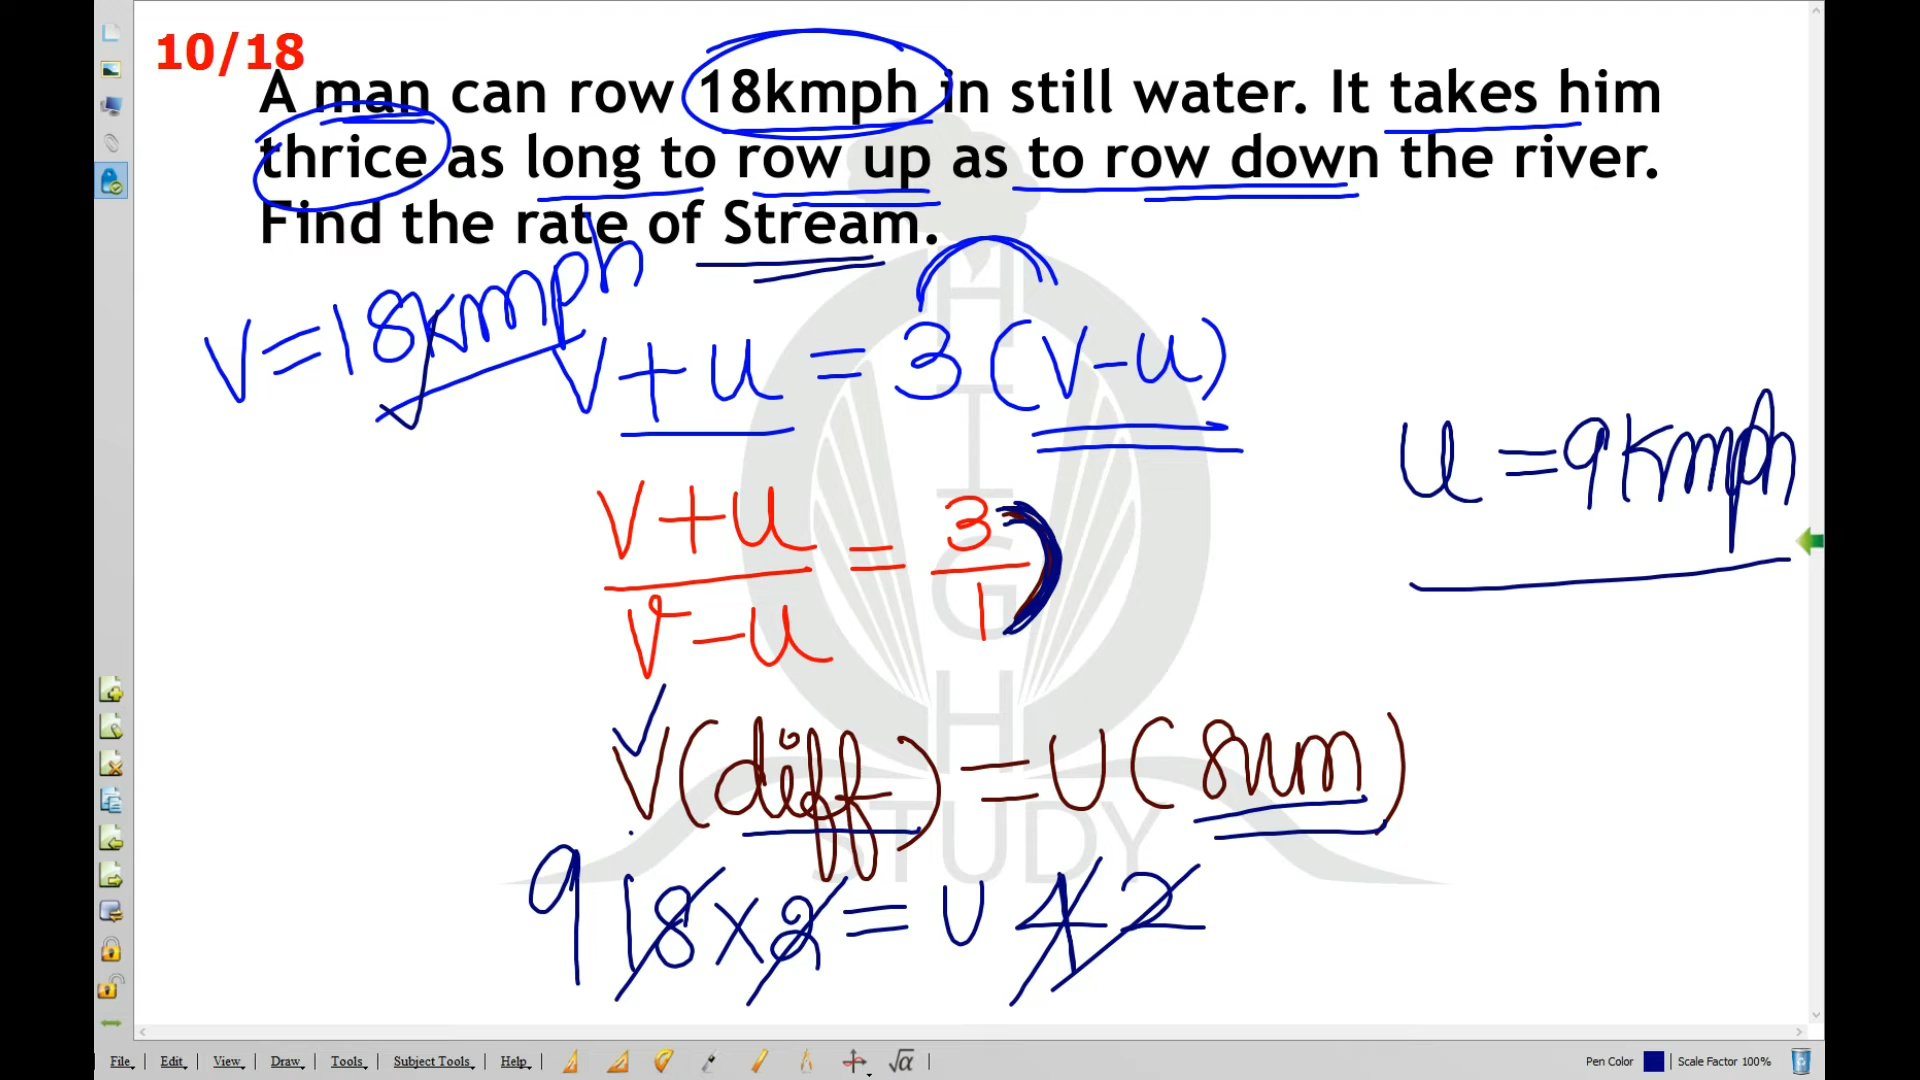 10/18
A man can row 18kmph in still water. It takes him
thrice as long to row up as to row down the river.
Find the rate of Stream.
V=18kmph
V+u = 3(V-u)
u = 9kmph
V+u = 3
V-u 1
V(diff) = U(sum)
9 18×2 = U 4 2
HIGH
STUDY
File Edit View Draw Tools Subject Tools Help √α Pen Color Scale Factor 100%